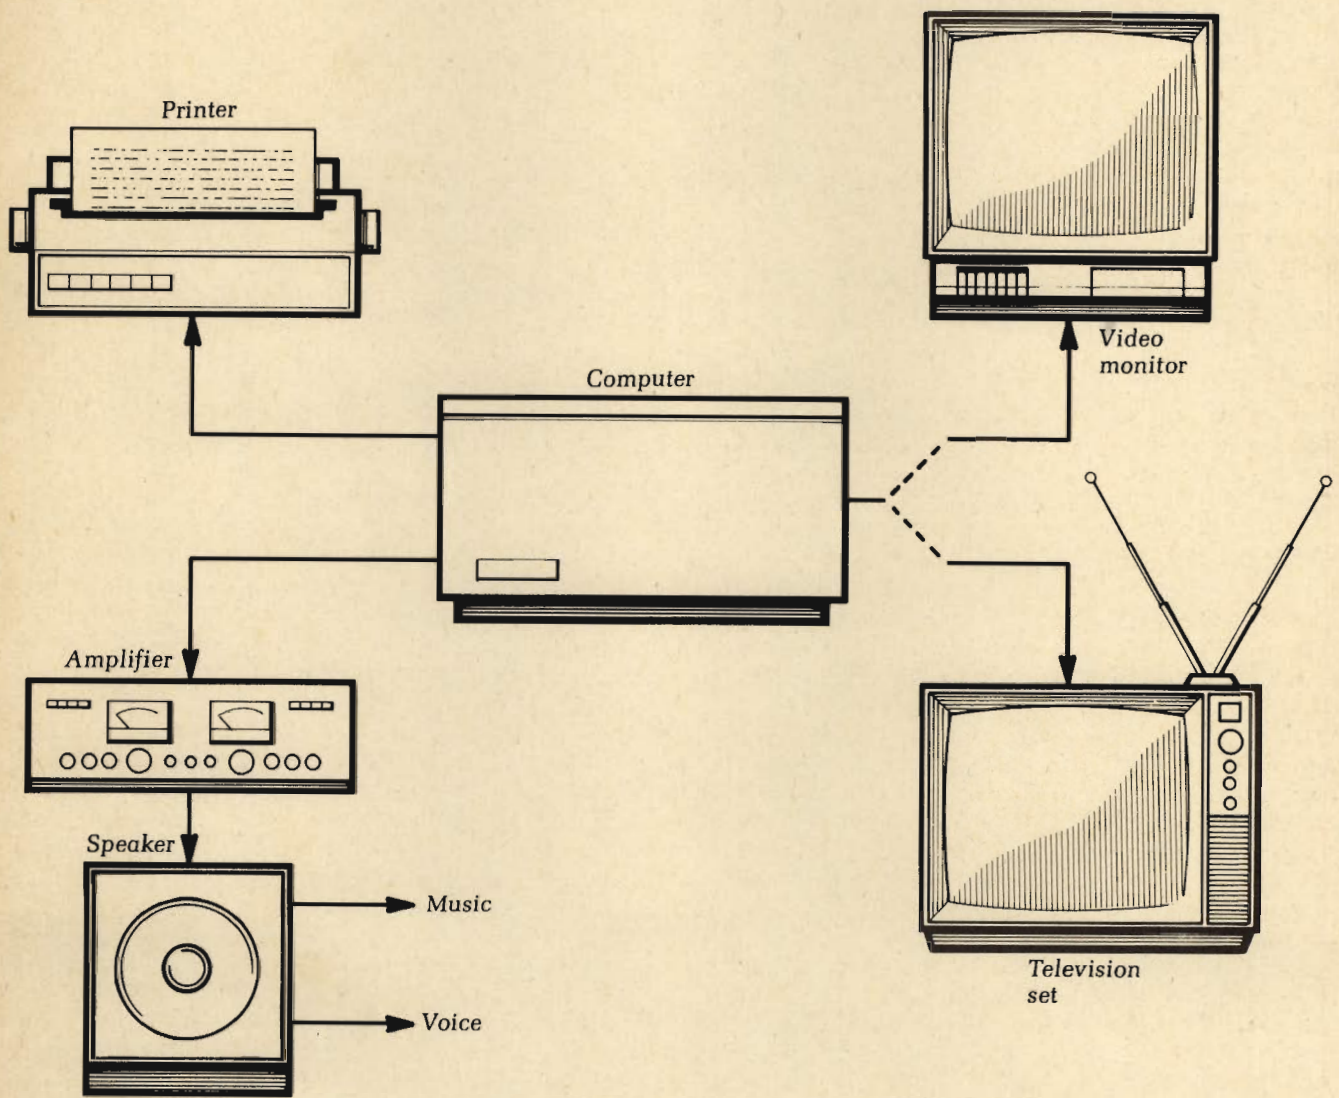 Printer
Computer
Video
monitor
Amplifier
Speaker
Music
Voice
Television
set